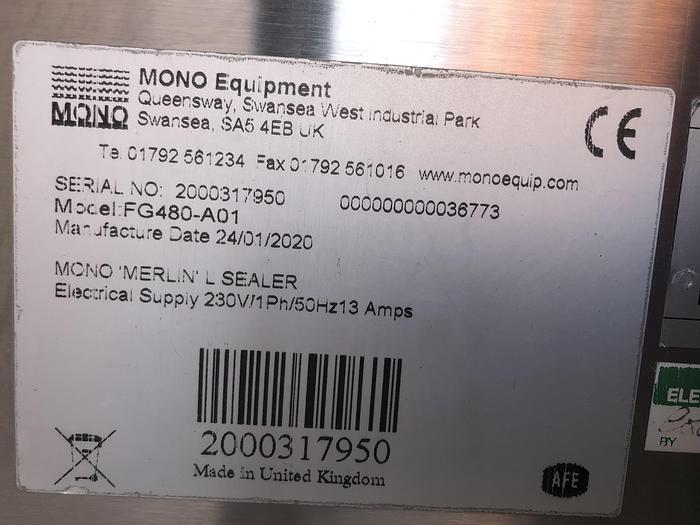 MONO
MONO Equipment
Queensway, Swansea West Industrial Park
Swansea, SA5 4EB UK
CE
Te. 01792 561234 Fax 01792 561016 www.monoequip.com
SERIAL NO: 2000317950 000000000036773
Model:FG480-A01
Manufacture Date 24/01/2020
MONO 'MERLIN' L SEALER
Electrical Supply 230V/1Ph/50Hz13 Amps
2000317950
Made in United Kingdom
AFE
ELE
BY